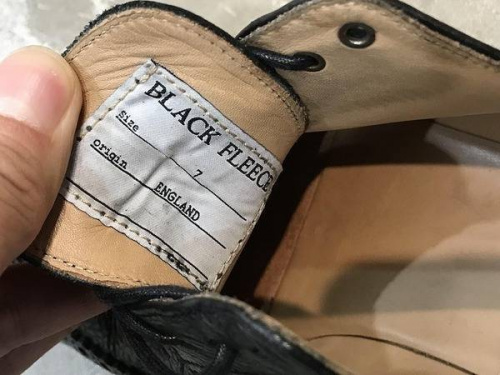 BLACK FLEECE
Size 7
origin ENGLAND